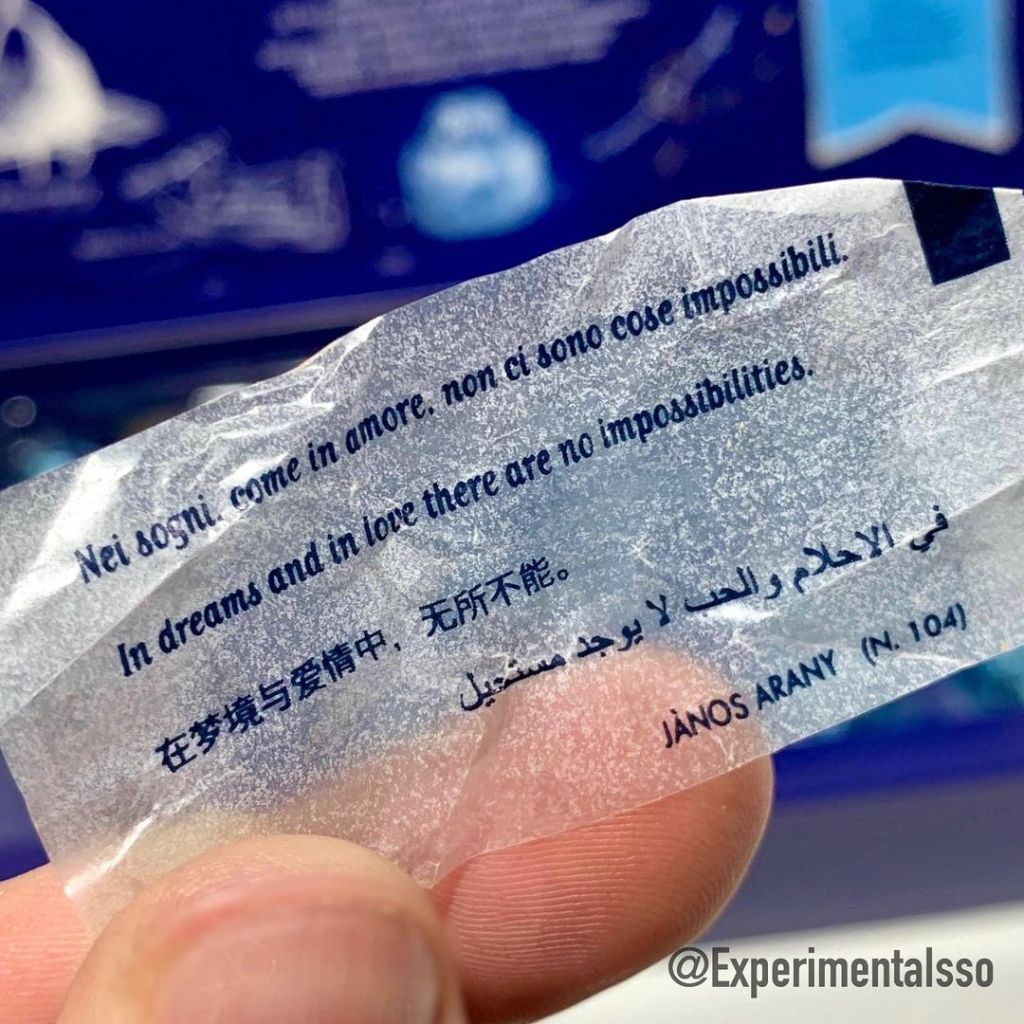 Nei sogni, come in amore, non ci sono cose impossibili.
In dreams and in love there are no impossibilities.
在梦境与爱情中，无所不能。
في الاحلام والحب لا يوجد مستحيل
JÀNOS ARANY (N. 104)
@Experimentalsso